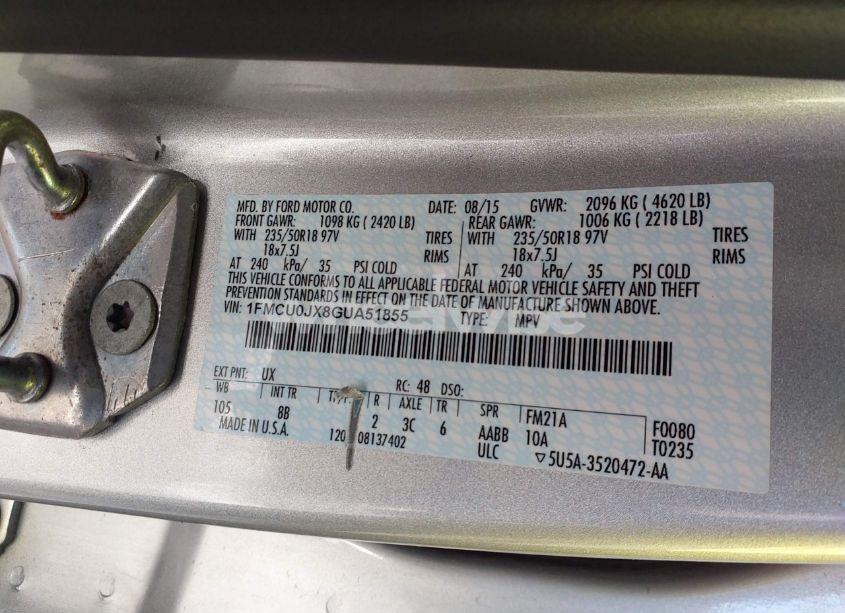 MFD. BY FORD MOTOR CO. DATE: 08/15 GVWR: 2096 KG ( 4620 LB)
FRONT GAWR: 1098 KG ( 2420 LB) REAR GAWR: 1006 KG ( 2218 LB)
WITH 235/50R18 97V TIRES WITH 235/50R18 97V TIRES
18x7.5J RIMS 18x7.5J RIMS
AT 240 kPa/ 35 PSI COLD AT 240 kPa/ 35 PSI COLD
THIS VEHICLE CONFORMS TO ALL APPLICABLE FEDERAL MOTOR VEHICLE SAFETY AND THEFT
PREVENTION STANDARDS IN EFFECT ON THE DATE OF MANUFACTURE SHOWN ABOVE.
VIN: 1FMCU0JX8GUA51855 TYPE: MPV
EXT PNT: UX RC: 48 DSO:
WB INT TR R AXLE TR SPR FM21A F0080
105 8B 2 3C 6 AABB 10A T0235
MADE IN U.S.A. 08137402 ULC ▽5U5A-3520472-AA